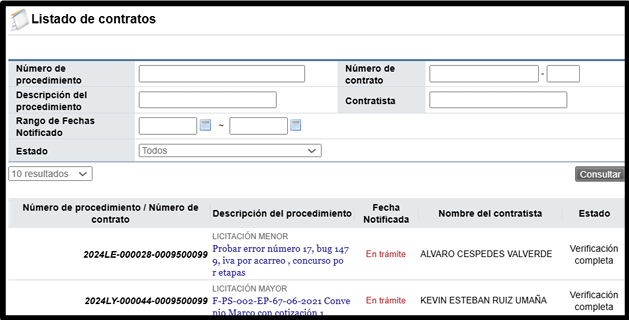 Listado de contratos
Número de procedimiento
Número de contrato
-
Descripción del procedimiento
Contratista
Rango de Fechas Notificado
~
Estado
Todos
10 resultados
Consultar
Número de procedimiento / Número de contrato
Descripción del procedimiento
Fecha Notificada
Nombre del contratista
Estado
2024LE-000028-0009500099
LICITACIÓN MENOR
Probar error número 17, bug 147
9, iva por acarreo , concurso po
r etapas
En trámite
ALVARO CESPEDES VALVERDE
Verificación
completa
2024LY-000044-0009500099
LICITACIÓN MAYOR
F-PS-002-EP-67-06-2021 Conve
nio Marco con cotización 1
En trámite
KEVIN ESTEBAN RUIZ UMAÑA
Verificación
completa